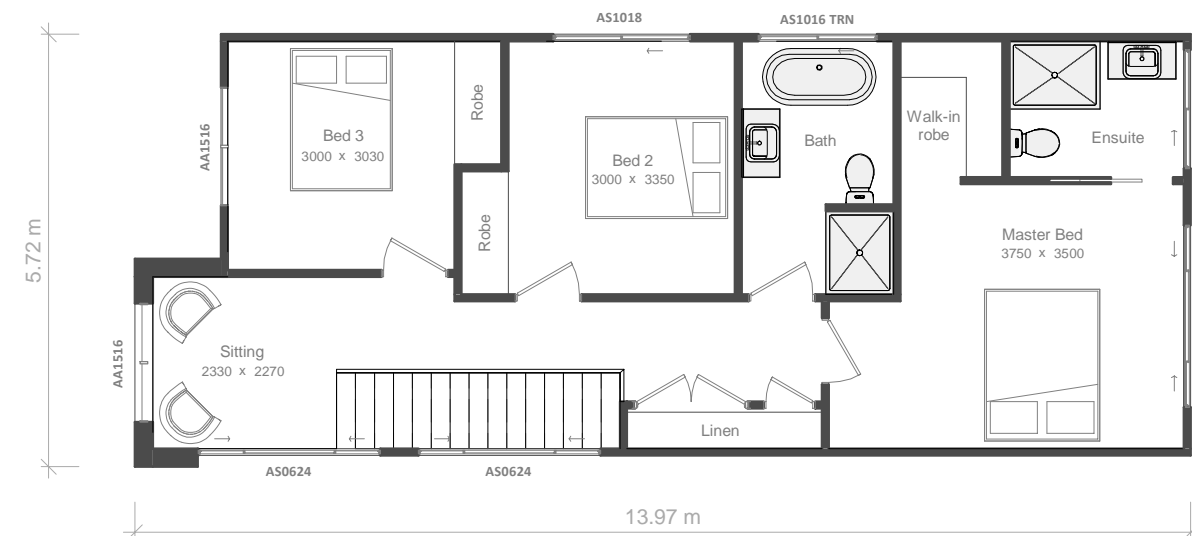 AS1018
AS1016 TRN
Robe
Bed 3
3000 x 3030
AA1516
Bed 2
3000 x 3350
Bath
Walk-in
robe
Ensuite
Robe
Master Bed
3750 x 3500
5.72 m
Sitting
2330 x 2270
AA1516
Linen
AS0624
AS0624
13.97 m